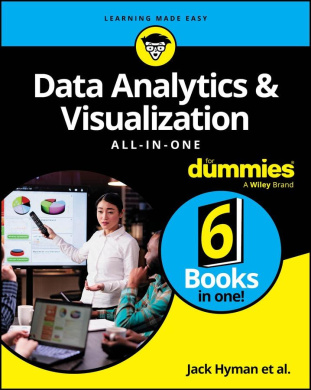 LEARNING MADE EASY
Data Analytics &
Visualization
ALL-IN-ONE
for
dummies
A Wiley Brand
6
Books
in one!
Jack Hyman et al.